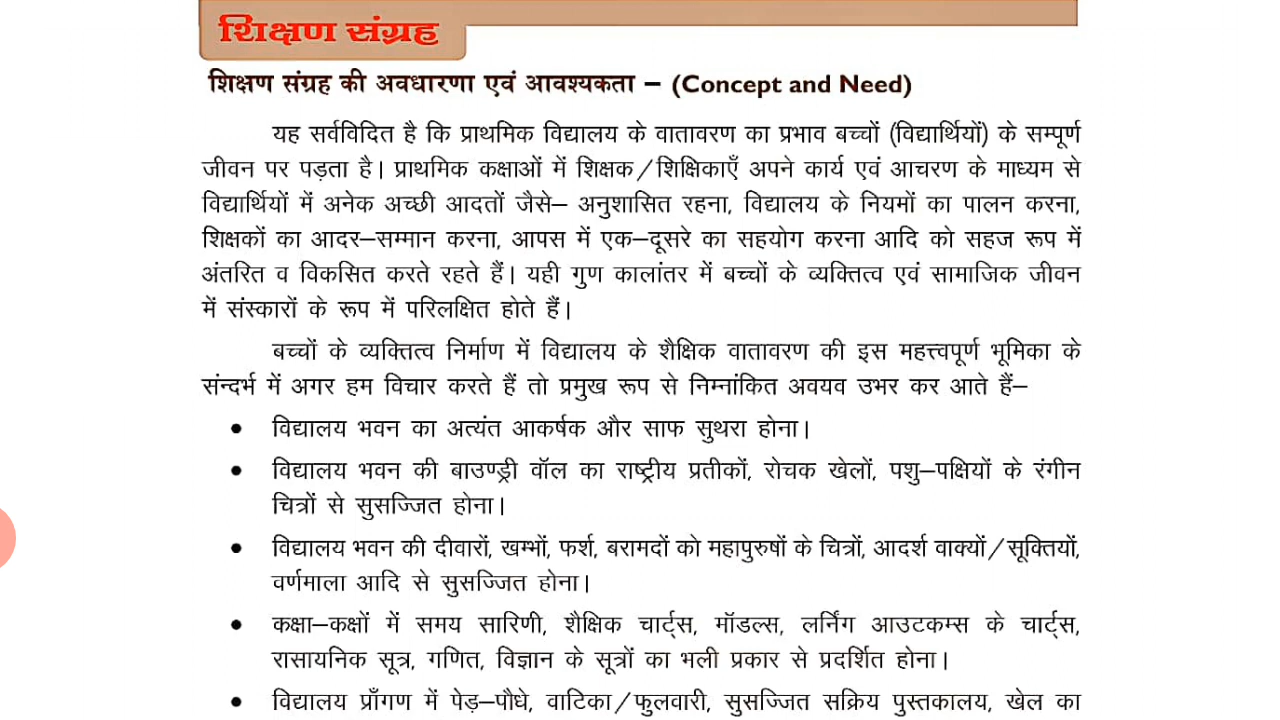 शिक्षण संग्रह
शिक्षण संग्रह की अवधारणा एवं आवश्यकता – (Concept and Need)
यह सर्वविदित है कि प्राथमिक विद्यालय के वातावरण का प्रभाव बच्चों (विद्यार्थियों) के सम्पूर्ण
जीवन पर पड़ता है। प्राथमिक कक्षाओं में शिक्षक/शिक्षिकाएँ अपने कार्य एवं आचरण के माध्यम से
विद्यार्थियों में अनेक अच्छी आदतों जैसे– अनुशासित रहना, विद्यालय के नियमों का पालन करना,
शिक्षकों का आदर–सम्मान करना, आपस में एक–दूसरे का सहयोग करना आदि को सहज रूप में
अंतरित व विकसित करते रहते हैं। यही गुण कालांतर में बच्चों के व्यक्तित्व एवं सामाजिक जीवन
में संस्कारों के रूप में परिलक्षित होते हैं।
बच्चों के व्यक्तित्व निर्माण में विद्यालय के शैक्षिक वातावरण की इस महत्त्वपूर्ण भूमिका के
संन्दर्भ में अगर हम विचार करते हैं तो प्रमुख रूप से निम्नांकित अवयव उभर कर आते हैं–
• विद्यालय भवन का अत्यंत आकर्षक और साफ सुथरा होना।
• विद्यालय भवन की बाउण्ड्री वॉल का राष्ट्रीय प्रतीकों, रोचक खेलों, पशु–पक्षियों के रंगीन
चित्रों से सुसज्जित होना।
• विद्यालय भवन की दीवारों, खम्भों, फर्श, बरामदों को महापुरुषों के चित्रों, आदर्श वाक्यों/सूक्तियों,
वर्णमाला आदि से सुसज्जित होना।
• कक्षा–कक्षों में समय सारिणी, शैक्षिक चार्ट्स, मॉडल्स, लर्निंग आउटकम्स के चार्ट्स,
रासायनिक सूत्र, गणित, विज्ञान के सूत्रों का भली प्रकार से प्रदर्शित होना।
• विद्यालय प्राँगण में पेड़–पौधे, वाटिका/फुलवारी, सुसज्जित सक्रिय पुस्तकालय, खेल का